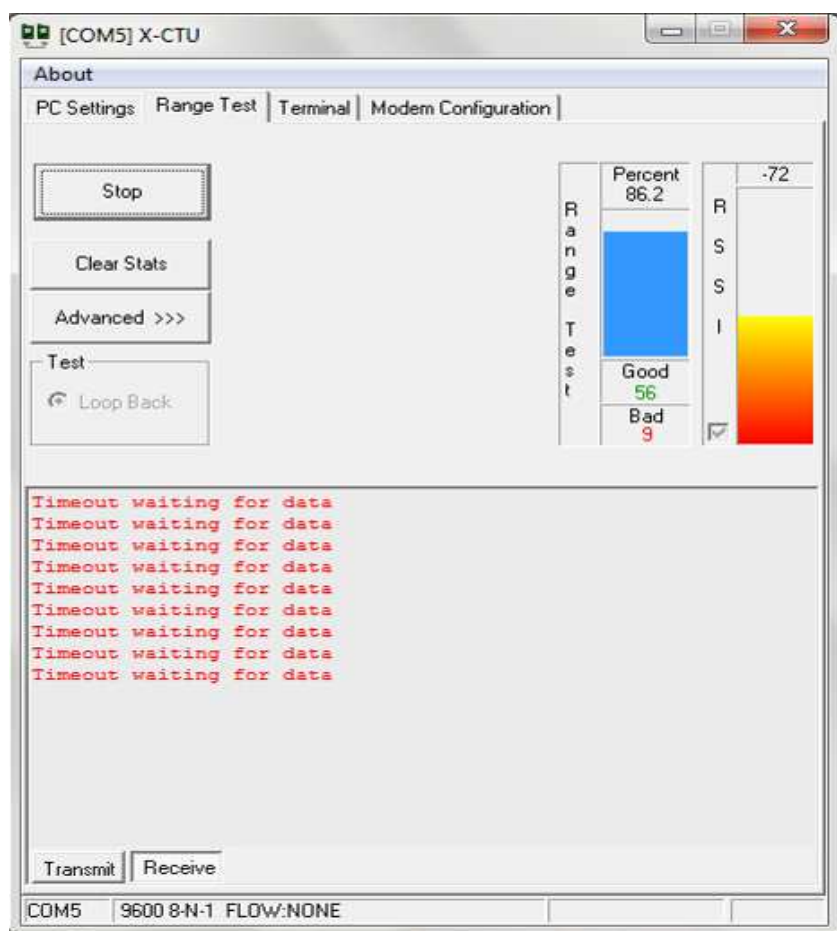 [COM5] X-CTU
About
PC Settings Range Test Terminal Modem Configuration
Stop
Clear Stats
Advanced >>>
Test
Loop Back
Range Test
Percent
86.2
Good
56
Bad
9
RSSI
-72
Timeout waiting for data
Timeout waiting for data
Timeout waiting for data
Timeout waiting for data
Timeout waiting for data
Timeout waiting for data
Timeout waiting for data
Timeout waiting for data
Timeout waiting for data
Transmit Receive
COM5 9600 8-N-1 FLOW:NONE